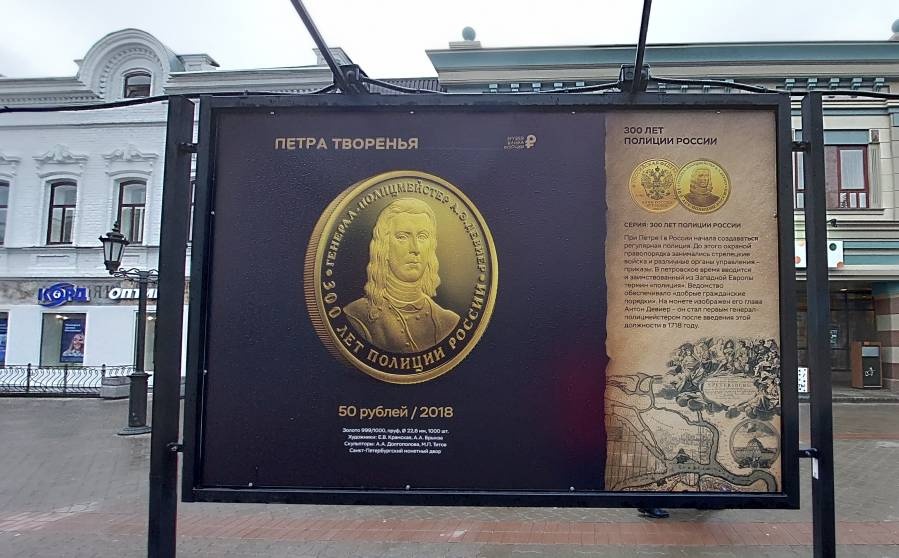 ПЕТРА ТВОРЕНЬЯ
МУЗЕЙ
БАНКА
РОССИИ
ГЕНЕРАЛ-ПОЛИЦМЕЙСТЕР А.Э. ДЕВИЕР
300 ЛЕТ ПОЛИЦИИ РОССИИ
50 рублей / 2018
Золото 999/1000, пруф, Ø 22,6 мм, 1000 шт.
Художники: Е.В. Крамская, А.А. Брынза
Скульпторы: А.А. Долгополова, М.П. Титов
Санкт-Петербургский монетный двор
300 ЛЕТ
ПОЛИЦИИ РОССИИ
СЕРИЯ: 300 ЛЕТ ПОЛИЦИИ РОССИИ
При Петре I в России начала создаваться
регулярная полиция. До этого охраной
правопорядка занимались стрелецкие
войска и различные органы управления –
приказы. В петровское время вводится
и заимствованный из Западной Европы
термин «полиция». Ведомство
обеспечивало «добрые гражданские
порядки». На монете изображен его глава
Антон Девиер – он стал первым генерал-
полицмейстером после введения этой
должности в 1718 году.
КОРД
ОПТИ